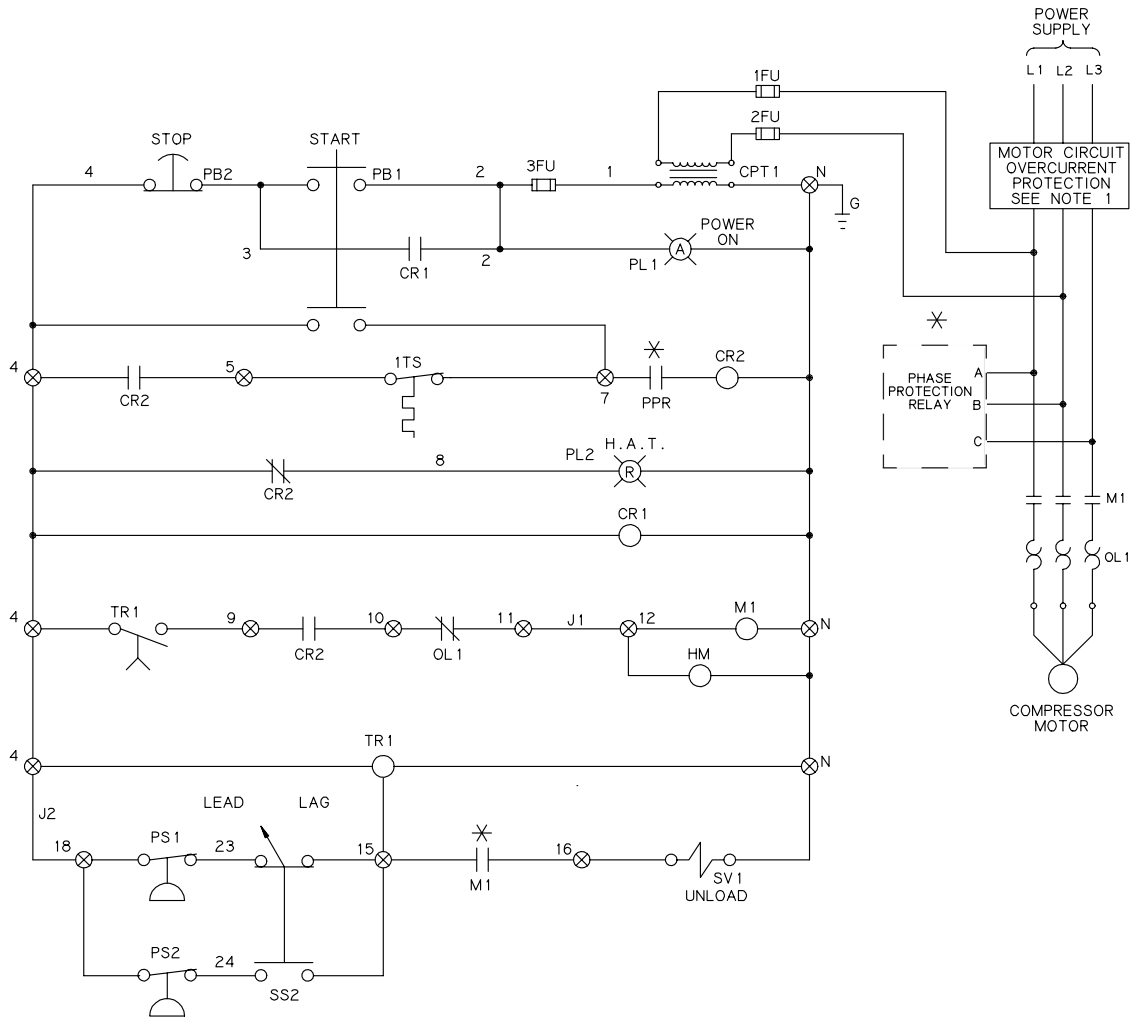 POWER
SUPPLY
L1 L2 L3
1FU
2FU
STOP
START
MOTOR CIRCUIT
OVERCURRENT
PROTECTION
SEE NOTE 1
4
PB2
PB1
2
3FU
1
CPT1
N
G
3
CR1
2
PL1
A
POWER
ON
4
CR2
5
1TS
7
PPR
CR2
PHASE
PROTECTION
RELAY
A
B
C
CR2
8
PL2
H.A.T.
R
M1
CR1
OL1
4
TR1
9
CR2
10
OL1
11
J1
12
M1
N
HM
COMPRESSOR
MOTOR
4
TR1
N
J2
LEAD
LAG
18
PS1
23
15
M1
16
SV1
UNLOAD
PS2
24
SS2